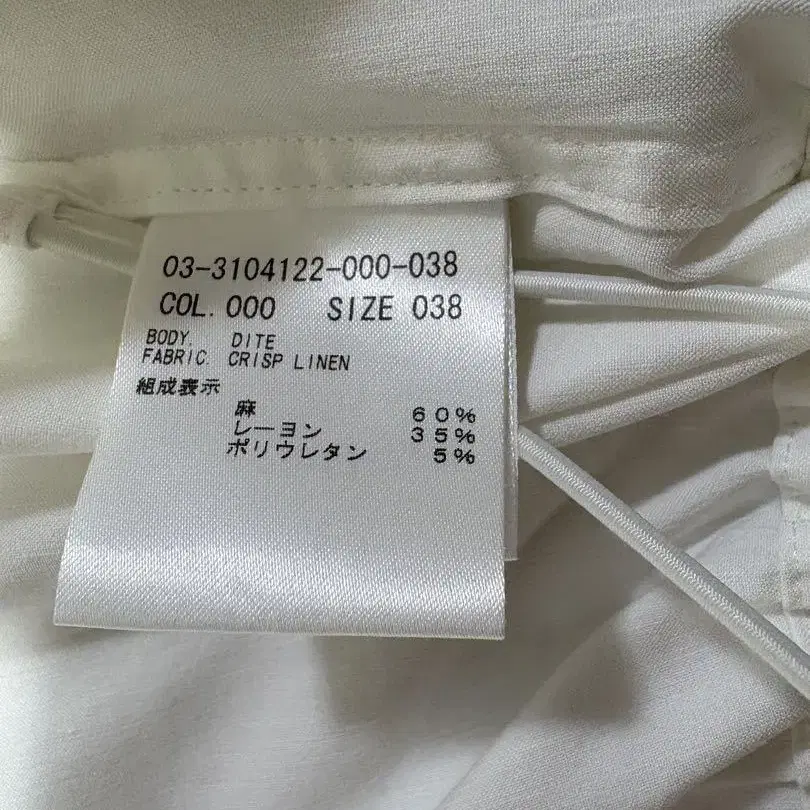 03-3104122-000-038
COL. 000 SIZE 038
BODY. DITE
FABRIC. CRISP LINEN
組成表示
麻 60%
レーヨン 35%
ポリウレタン 5%